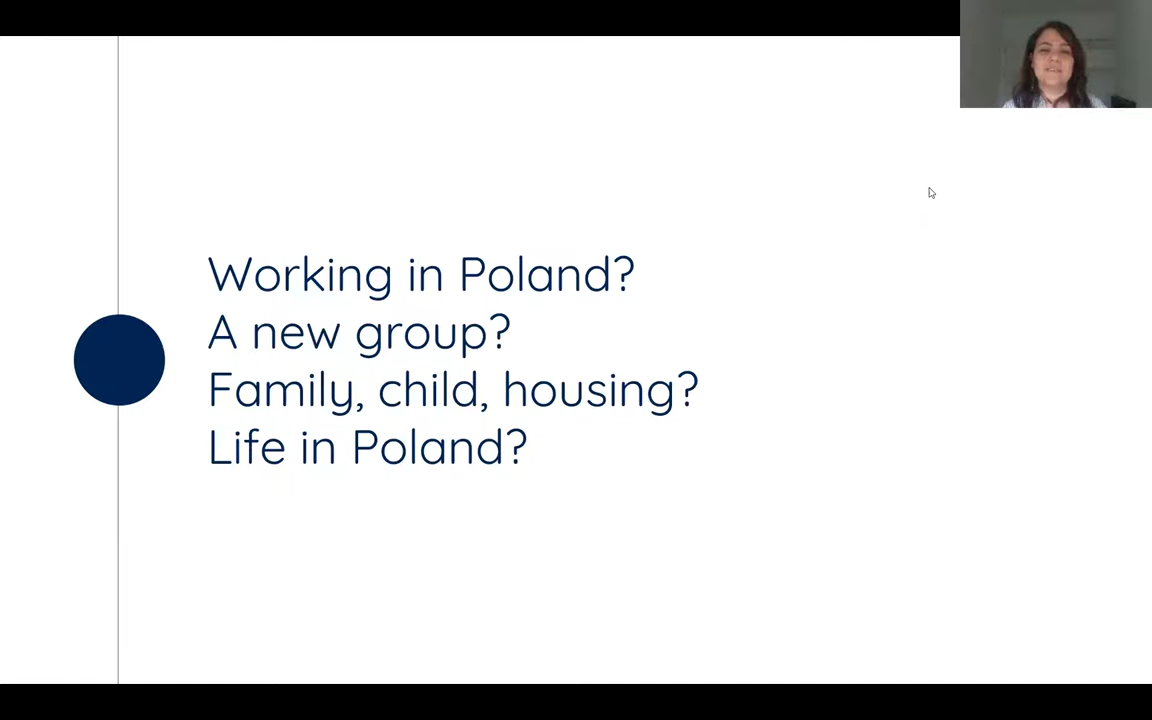 Working in Poland?
A new group?
Family, child, housing?
Life in Poland?